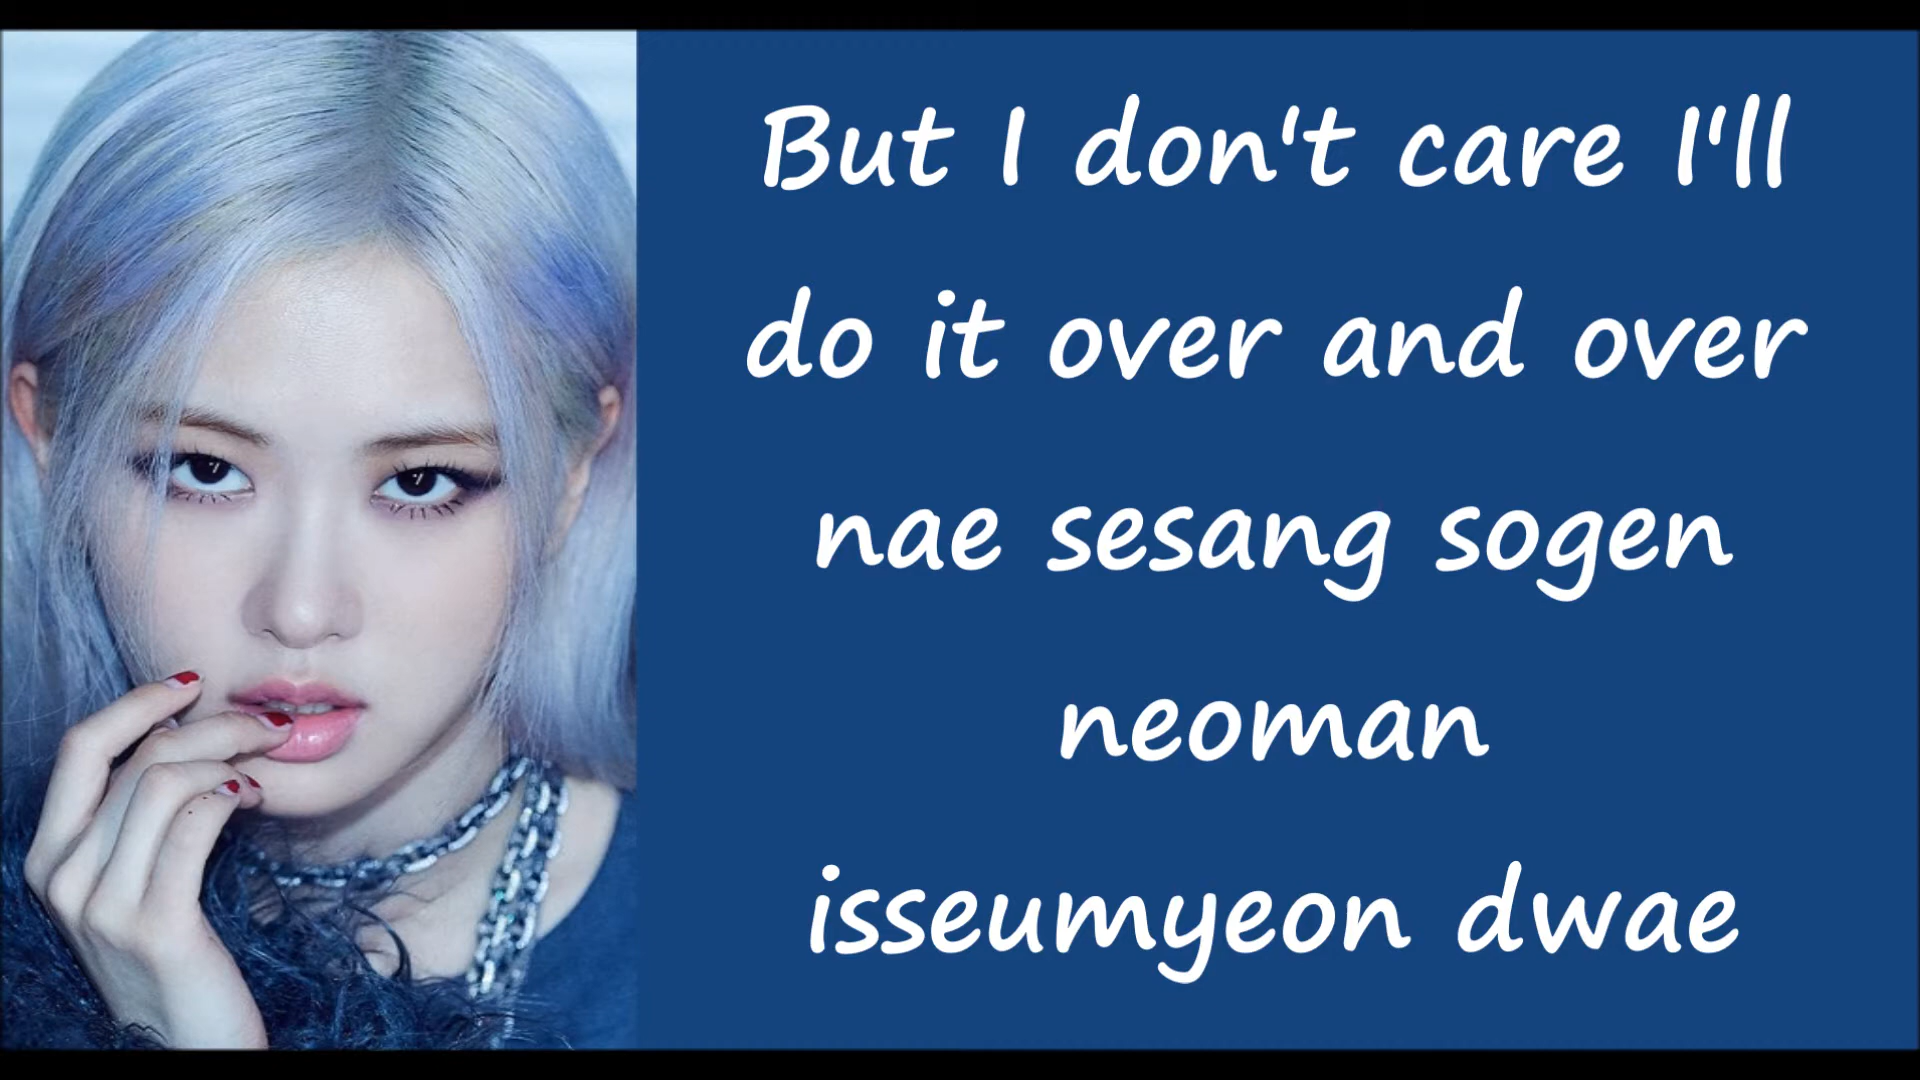 But I don't care I'll
do it over and over
nae sesang sogen
neoman
isseumyeon dwae